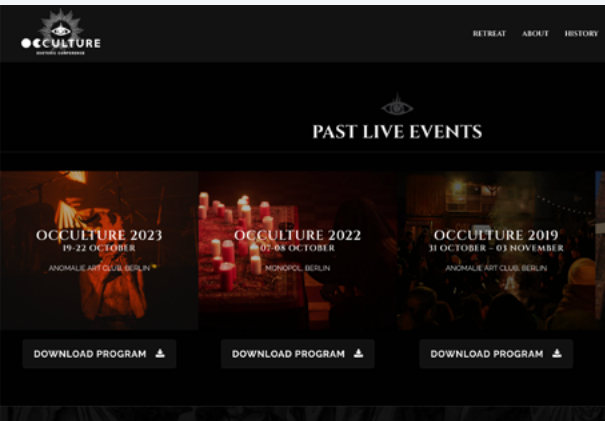 OCCULTURE
ESOTERIC CONFERENCE
RETREAT ABOUT HISTORY
PAST LIVE EVENTS
OCCULTURE 2023
19-22 OCTOBER
ANOMALIE ART CLUB, BERLIN
OCCULTURE 2022
07-08 OCTOBER
MONOPOL, BERLIN
OCCULTURE 2019
31 OCTOBER – 03 NOVEMBER
ANOMALIE ART CLUB, BERLIN
DOWNLOAD PROGRAM
DOWNLOAD PROGRAM
DOWNLOAD PROGRAM